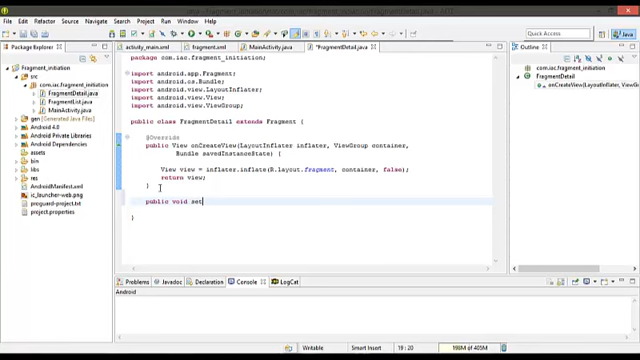 File Edit Refactor Source Navigate Search Project Run Window Help
Quick Access
Java
Package Explorer
activity_main.xml
fragment.xml
MainActivity.java
*FragmentDetail.java
Outline
Fragment_initiation
src
com.iac.fragment_initiation
FragmentDetail.java
FragmentList.java
MainActivity.java
gen [Generated Java Files]
Android 4.0
Android Private Libraries
Android Dependencies
assets
bin
libs
res
AndroidManifest.xml
ic_launcher-web.png
proguard-project.txt
project.properties
package com.iac.fragment_initiation;
import android.app.Fragment;
import android.os.Bundle;
import android.view.LayoutInflater;
import android.view.View;
import android.view.ViewGroup;
public class FragmentDetail extends Fragment {
@Override
public View onCreateView(LayoutInflater inflater, ViewGroup container,
Bundle savedInstanceState) {
View view = inflater.inflate(R.layout.fragment, container, false);
return view;
}
public void set
}
com.iac.fragment_initiation
FragmentDetail
onCreateView(LayoutInflater, V
Problems
Javadoc
Declaration
Console
LogCat
Android
Writable
Smart Insert
19 : 20
198M of 405M